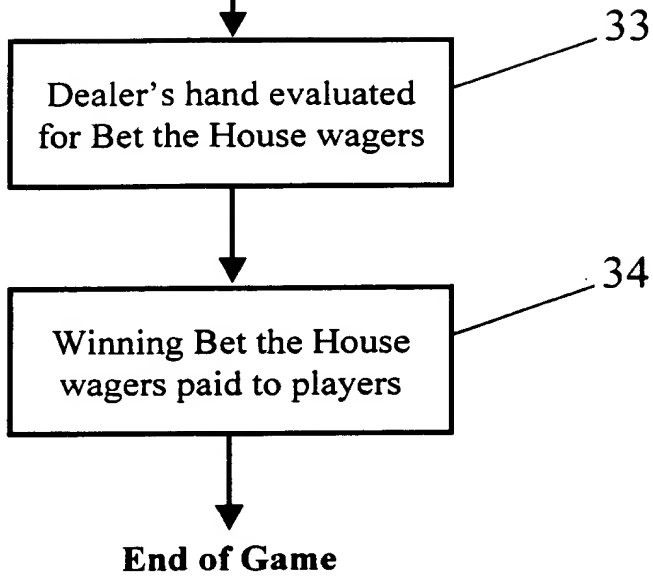 33
Dealer's hand evaluated
for Bet the House wagers
34
Winning Bet the House
wagers paid to players
End of Game